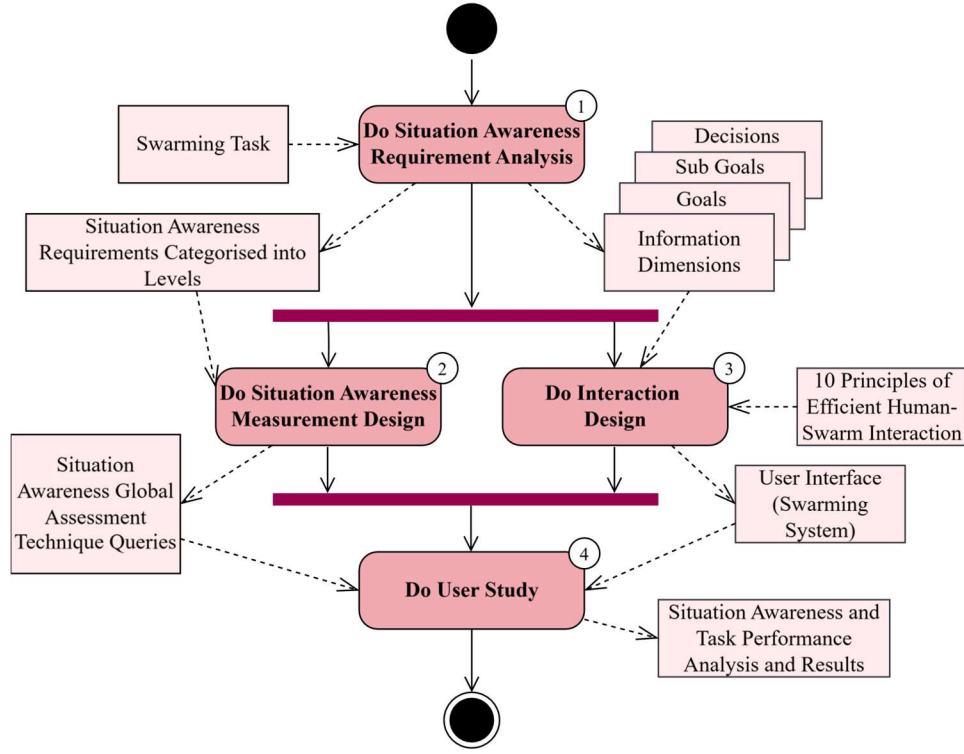 1
Do Situation Awareness
Requirement Analysis
Swarming Task
Decisions
Sub Goals
Goals
Information
Dimensions
Situation Awareness
Requirements Categorised into
Levels
2
Do Situation Awareness
Measurement Design
3
Do Interaction
Design
10 Principles of
Efficient Human-
Swarm Interaction
Situation
Awareness Global
Assessment
Technique Queries
User Interface
(Swarming
System)
4
Do User Study
Situation Awareness and
Task Performance
Analysis and Results